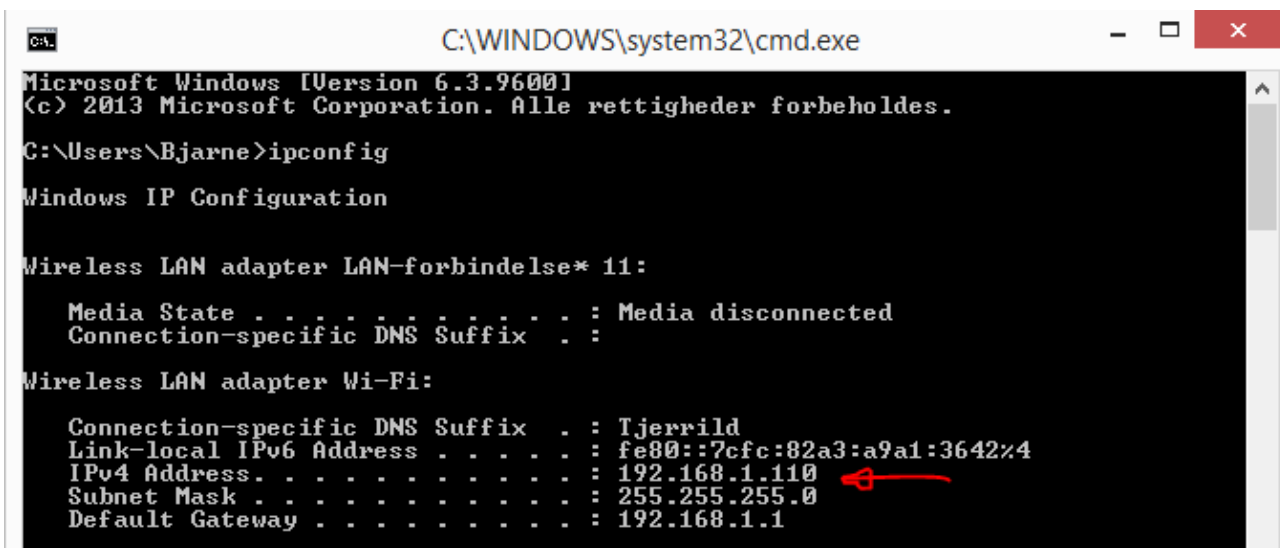 C:\WINDOWS\system32\cmd.exe
Microsoft Windows [Version 6.3.9600]
(c) 2013 Microsoft Corporation. Alle rettigheder forbeholdes.
C:\Users\Bjarne>ipconfig
Windows IP Configuration
Wireless LAN adapter LAN-forbindelse* 11:
Media State . . . . . . . . . . . : Media disconnected
Connection-specific DNS Suffix  . :
Wireless LAN adapter Wi-Fi:
Connection-specific DNS Suffix  . : Tjerrild
Link-local IPv6 Address . . . . . : fe80::7cfc:82a3:a9a1:3642%4
IPv4 Address. . . . . . . . . . . : 192.168.1.110
Subnet Mask . . . . . . . . . . . : 255.255.255.0
Default Gateway . . . . . . . . . : 192.168.1.1